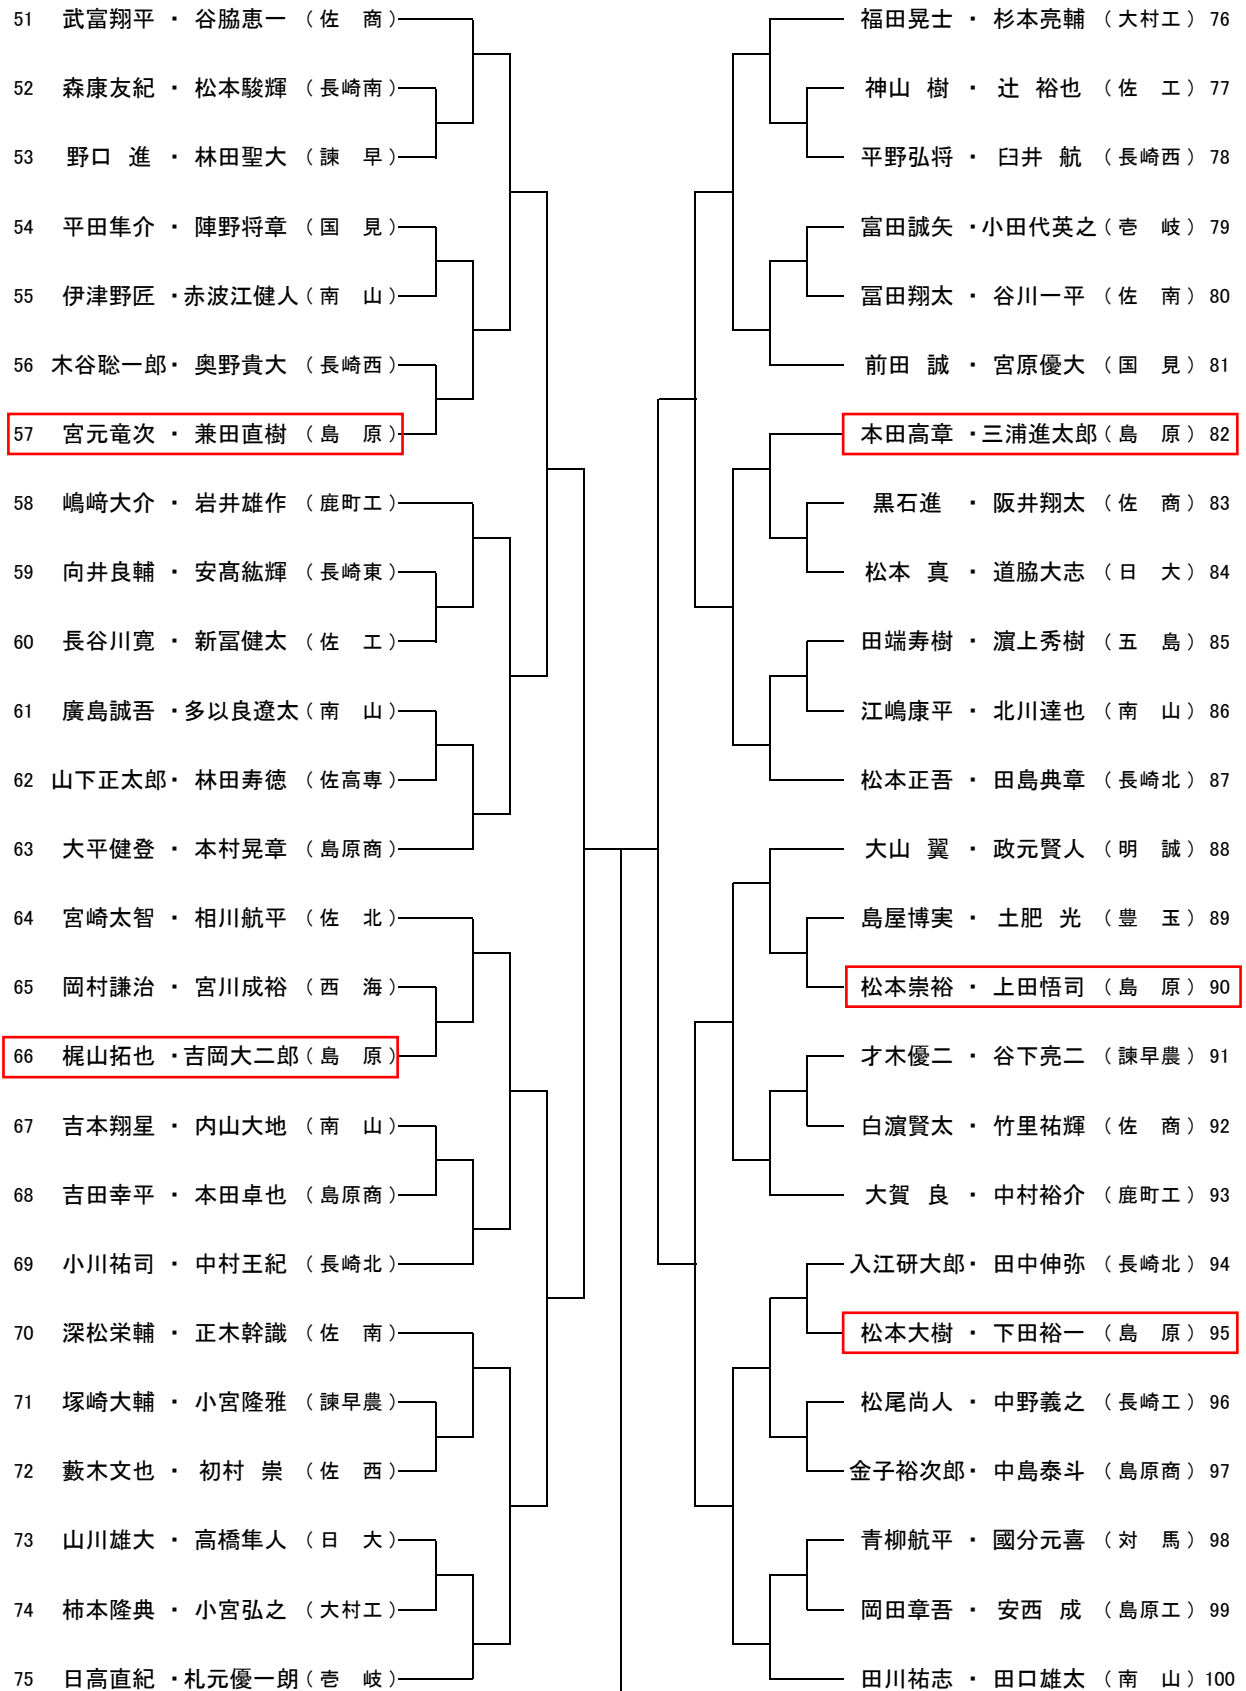 51 武富翔平 ・ 谷脇恵一 （ 佐　商 ）
52 森康友紀 ・ 松本駿輝 （ 長崎南 ）
53 野口　進 ・ 林田聖大 （ 諫　早 ）
54 平田隼介 ・ 陣野将章 （ 国　見 ）
55 伊津野匠 ・ 赤波江健人 （ 南　山 ）
56 木谷聡一郎 ・ 奥野貴大 （ 長崎西 ）
57 宮元竜次 ・ 兼田直樹 （ 島　原 ）
58 嶋﨑大介 ・ 岩井雄作 （ 鹿町工 ）
59 向井良輔 ・ 安髙紘輝 （ 長崎東 ）
60 長谷川寛 ・ 新冨健太 （ 佐　工 ）
61 廣島誠吾 ・ 多以良遼太 （ 南　山 ）
62 山下正太郎 ・ 林田寿徳 （ 佐高専 ）
63 大平健登 ・ 本村晃章 （ 島原商 ）
64 宮崎太智 ・ 相川航平 （ 佐　北 ）
65 岡村謙治 ・ 宮川成裕 （ 西　海 ）
66 梶山拓也 ・ 吉岡大二郎 （ 島　原 ）
67 吉本翔星 ・ 内山大地 （ 南　山 ）
68 吉田幸平 ・ 本田卓也 （ 島原商 ）
69 小川祐司 ・ 中村王紀 （ 長崎北 ）
70 深松栄輔 ・ 正木幹識 （ 佐　南 ）
71 塚崎大輔 ・ 小宮隆雅 （ 諫早農 ）
72 藪木文也 ・ 初村　崇 （ 佐　西 ）
73 山川雄大 ・ 高橋隼人 （ 日　大 ）
74 柿本隆典 ・ 小宮弘之 （ 大村工 ）
75 日高直紀 ・ 札元優一朗 （ 壱　岐 ）
福田晃士 ・ 杉本亮輔 （ 大村工 ） 76
神山　樹 ・ 辻　裕也 （ 佐　工 ） 77
平野弘将 ・ 臼井　航 （ 長崎西 ） 78
富田誠矢 ・ 小田代英之 （ 壱　岐 ） 79
冨田翔太 ・ 谷川一平 （ 佐　南 ） 80
前田　誠 ・ 宮原優大 （ 国　見 ） 81
本田高章 ・ 三浦進太郎 （ 島　原 ） 82
黒石進 ・ 阪井翔太 （ 佐　商 ） 83
松本　真 ・ 道脇大志 （ 日　大 ） 84
田端寿樹 ・ 濵上秀樹 （ 五　島 ） 85
江嶋康平 ・ 北川達也 （ 南　山 ） 86
松本正吾 ・ 田島典章 （ 長崎北 ） 87
大山　翼 ・ 政元賢人 （ 明　誠 ） 88
島屋博実 ・ 土肥　光 （ 豊　玉 ） 89
松本崇裕 ・ 上田悟司 （ 島　原 ） 90
才木優二 ・ 谷下亮二 （ 諫早農 ） 91
白濵賢太 ・ 竹里祐輝 （ 佐　商 ） 92
大賀　良 ・ 中村裕介 （ 鹿町工 ） 93
入江研大郎 ・ 田中伸弥 （ 長崎北 ） 94
松本大樹 ・ 下田裕一 （ 島　原 ） 95
松尾尚人 ・ 中野義之 （ 長崎工 ） 96
金子裕次郎 ・ 中島泰斗 （ 島原商 ） 97
青柳航平 ・ 國分元喜 （ 対　馬 ） 98
岡田章吾 ・ 安西　成 （ 島原工 ） 99
田川祐志 ・ 田口雄太 （ 南　山 ） 100